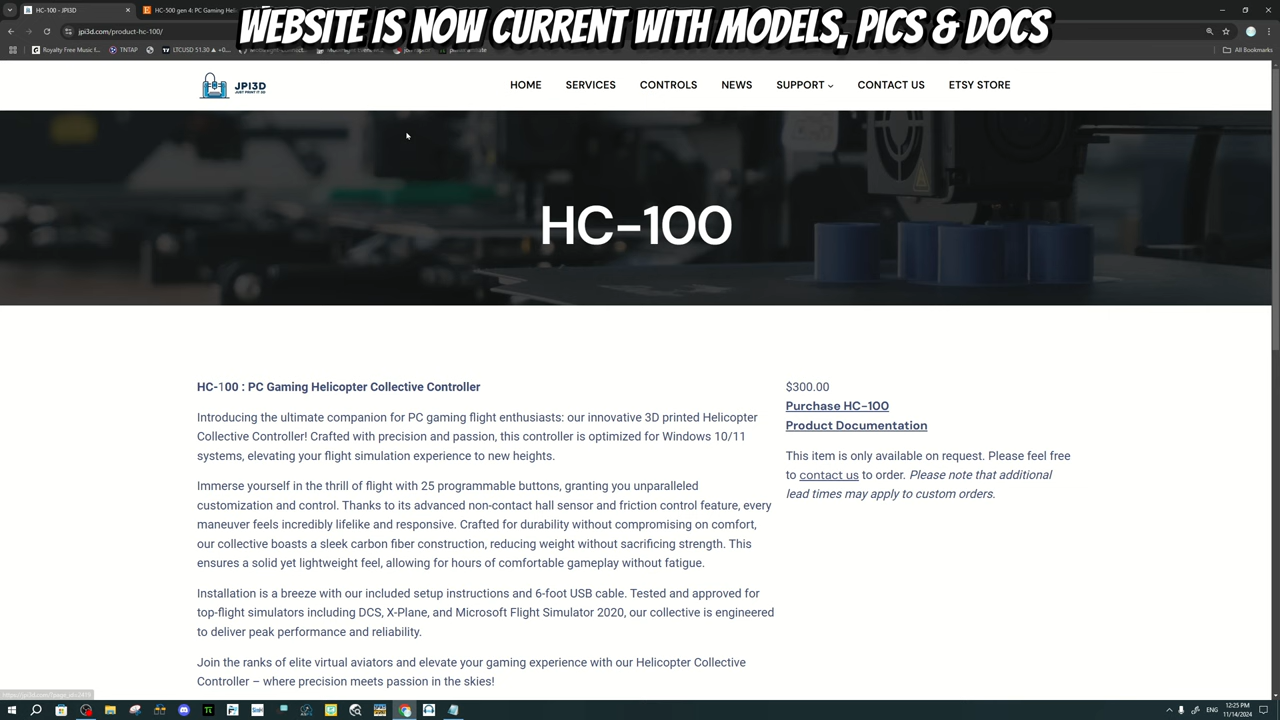 HC-100 - JPI3D
HC-500 gen 4: PC Gaming Heli
WEBSITE IS NOW CURRENT WITH MODELS, PICS & DOCS
jpi3d.com/product-hc-100/
Royalty Free Music f...
TNTAP
LTCUSD 51.30
All Bookmarks
JPI3D
JUST PRINT IT 3D
HOME
SERVICES
CONTROLS
NEWS
SUPPORT
CONTACT US
ETSY STORE
HC-100
HC-100 : PC Gaming Helicopter Collective Controller
Introducing the ultimate companion for PC gaming flight enthusiasts: our innovative 3D printed Helicopter
Collective Controller! Crafted with precision and passion, this controller is optimized for Windows 10/11
systems, elevating your flight simulation experience to new heights.
Immerse yourself in the thrill of flight with 25 programmable buttons, granting you unparalleled
customization and control. Thanks to its advanced non-contact hall sensor and friction control feature, every
maneuver feels incredibly lifelike and responsive. Crafted for durability without compromising on comfort,
our collective boasts a sleek carbon fiber construction, reducing weight without sacrificing strength. This
ensures a solid yet lightweight feel, allowing for hours of comfortable gameplay without fatigue.
Installation is a breeze with our included setup instructions and 6-foot USB cable. Tested and approved for
top-flight simulators including DCS, X-Plane, and Microsoft Flight Simulator 2020, our collective is engineered
to deliver peak performance and reliability.
Join the ranks of elite virtual aviators and elevate your gaming experience with our Helicopter Collective
Controller – where precision meets passion in the skies!
$300.00
Purchase HC-100
Product Documentation
This item is only available on request. Please feel free
to contact us to order. Please note that additional
lead times may apply to custom orders.
https://jpi3d.com/?page_id=2419
ENG
12:25 PM
11/14/2024